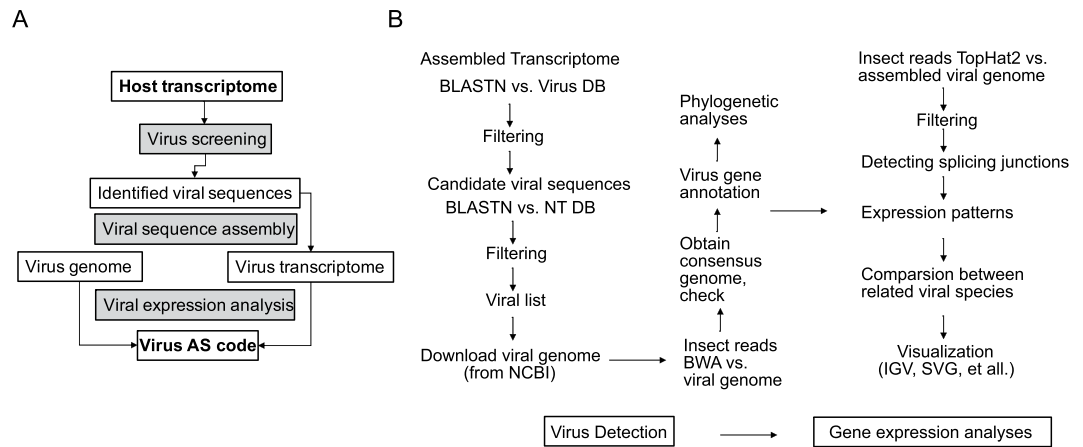 A
Host transcriptome
Virus screening
Identified viral sequences
Viral sequence assembly
Virus genome
Virus transcriptome
Viral expression analysis
Virus AS code
B
Assembled Transcriptome
BLASTN vs. Virus DB
Filtering
Candidate viral sequences
BLASTN vs. NT DB
Filtering
Viral list
Download viral genome
(from NCBI)
Insect reads
BWA vs.
viral genome
Obtain
consensus
genome,
check
Virus gene
annotation
Phylogenetic
analyses
Insect reads TopHat2 vs.
assembled viral genome
Filtering
Detecting splicing junctions
Expression patterns
Comparsion between
related viral species
Visualization
(IGV, SVG, et all.)
Virus Detection
Gene expression analyses